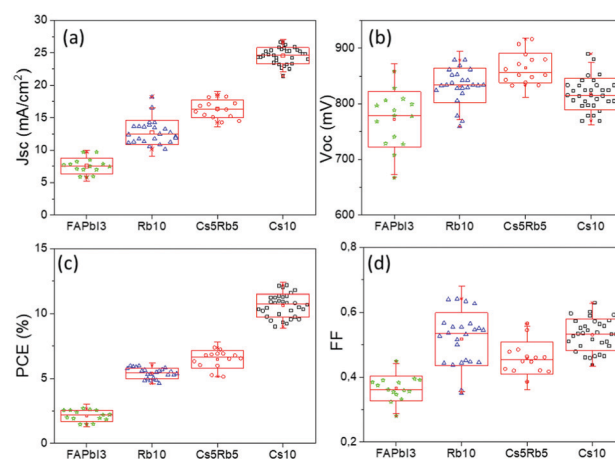 (a)
30
25
20
15
10
5
0
Jsc (mA/cm²)
FAPbI3 Rb10 Cs5Rb5 Cs10
(b)
900
800
700
600
Voc (mV)
FAPbI3 Rb10 Cs5Rb5 Cs10
(c)
15
10
5
0
PCE (%)
FAPbI3 Rb10 Cs5Rb5 Cs10
(d)
0,8
0,6
0,4
0,2
FF
FAPbI3 Rb10 Cs5Rb5 Cs10